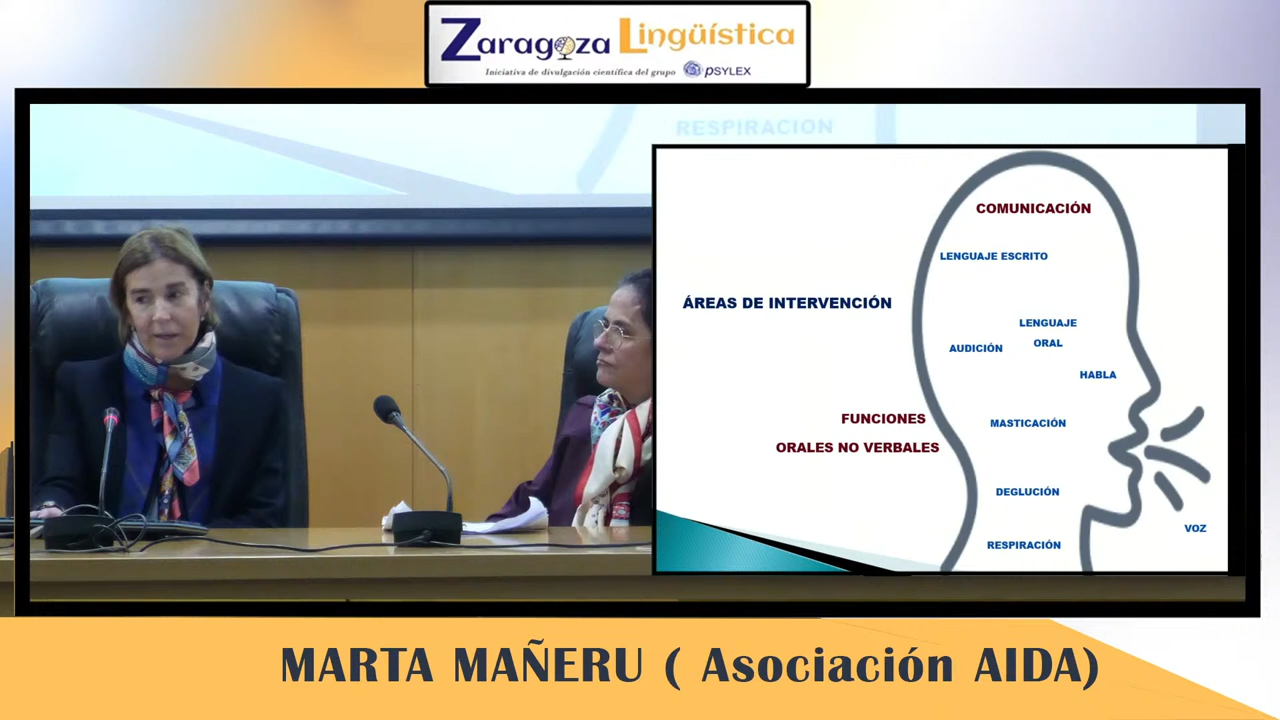 Zaragoza Lingüística
Iniciativa de divulgación científica del grupo PSYLEX
RESPIRACION
COMUNICACIÓN
LENGUAJE ESCRITO
ÁREAS DE INTERVENCIÓN
LENGUAJE
ORAL
AUDICIÓN
HABLA
FUNCIONES
ORALES NO VERBALES
MASTICACIÓN
DEGLUCIÓN
VOZ
RESPIRACIÓN
MARTA MAÑERU ( Asociación AIDA)